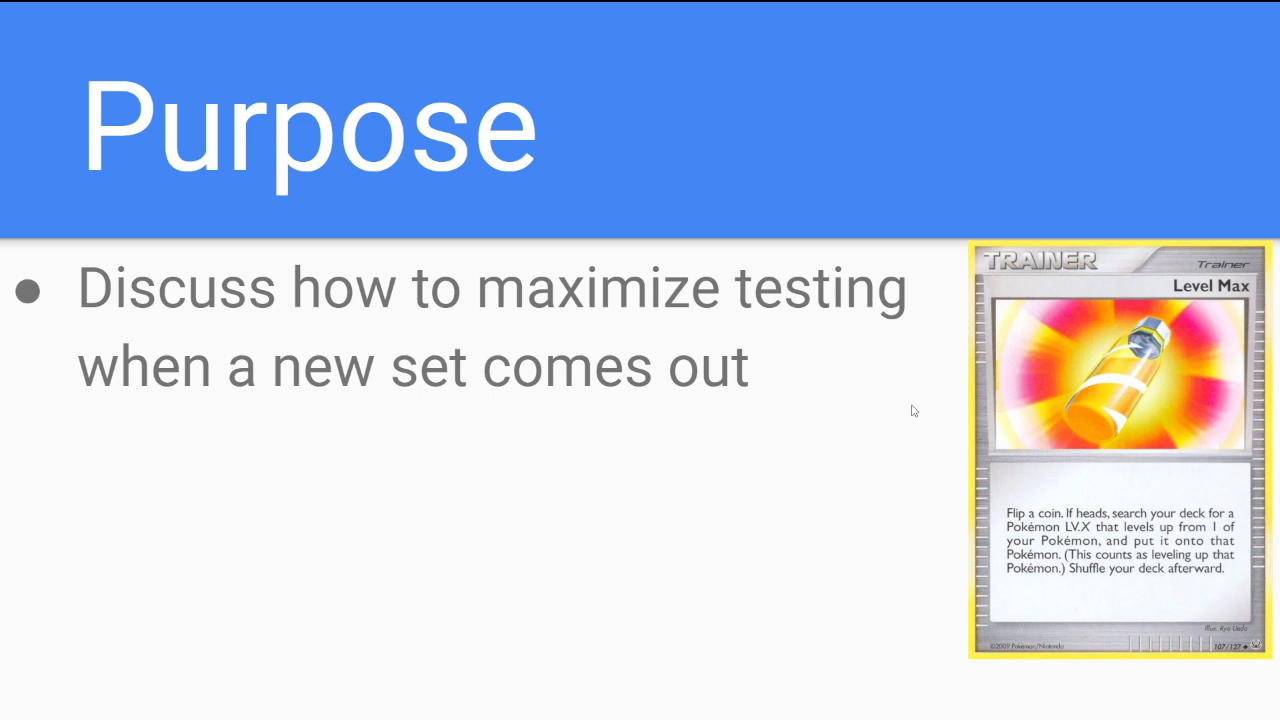 Purpose
● Discuss how to maximize testing
when a new set comes out
TRAINER
Trainer
Level Max
Flip a coin. If heads, search your deck for a
Pokémon LV.X that levels up from 1 of
your Pokémon, and put it onto that
Pokémon. (This counts as leveling up that
Pokémon.) Shuffle your deck afterward.
Illus. Ryo Ueda
©2009 Pokémon/Nintendo
107/127